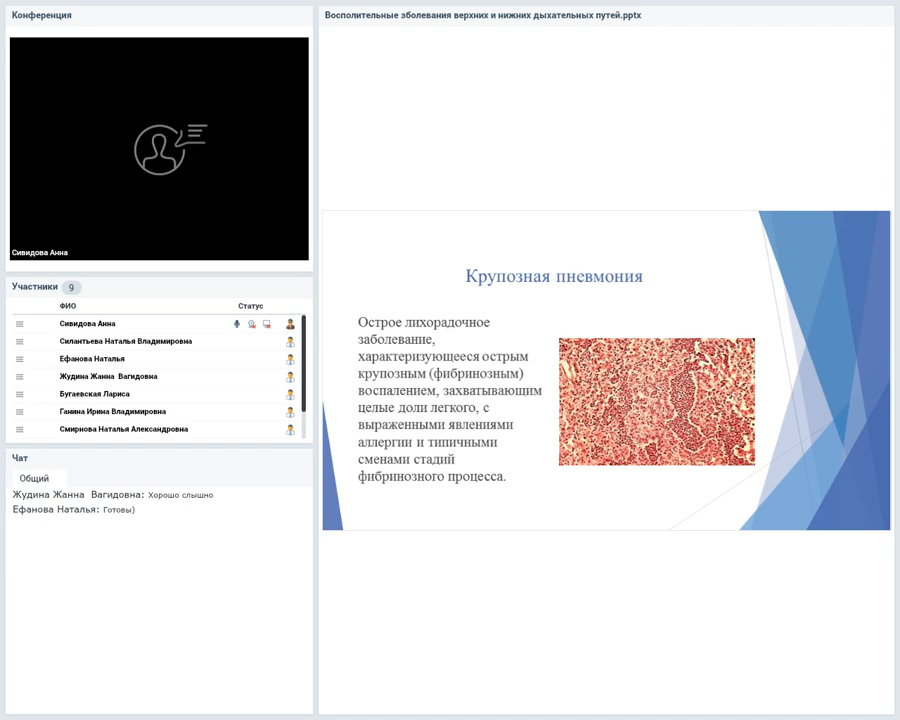 Конференция
Сивидова Анна
Участники 9
ФИО Статус
Сивидова Анна
Силантьева Наталья Владимировна
Ефанова Наталья
Жудина Жанна Вагидовна
Бугаевская Лариса
Ганина Ирина Владимировна
Смирнова Наталья Александровна
Чат
Общий
Жудина Жанна Вагидовна: Хорошо слышно
Ефанова Наталья: Готовы)
Восполительные зболевания верхних и нижних дыхательных путей.pptx
Крупозная пневмония
Острое лихорадочное
заболевание,
характеризующееся острым
крупозным (фибринозным)
воспалением, захватывающим
целые доли легкого, с
выраженными явлениями
аллергии и типичными
сменами стадий
фибринозного процесса.